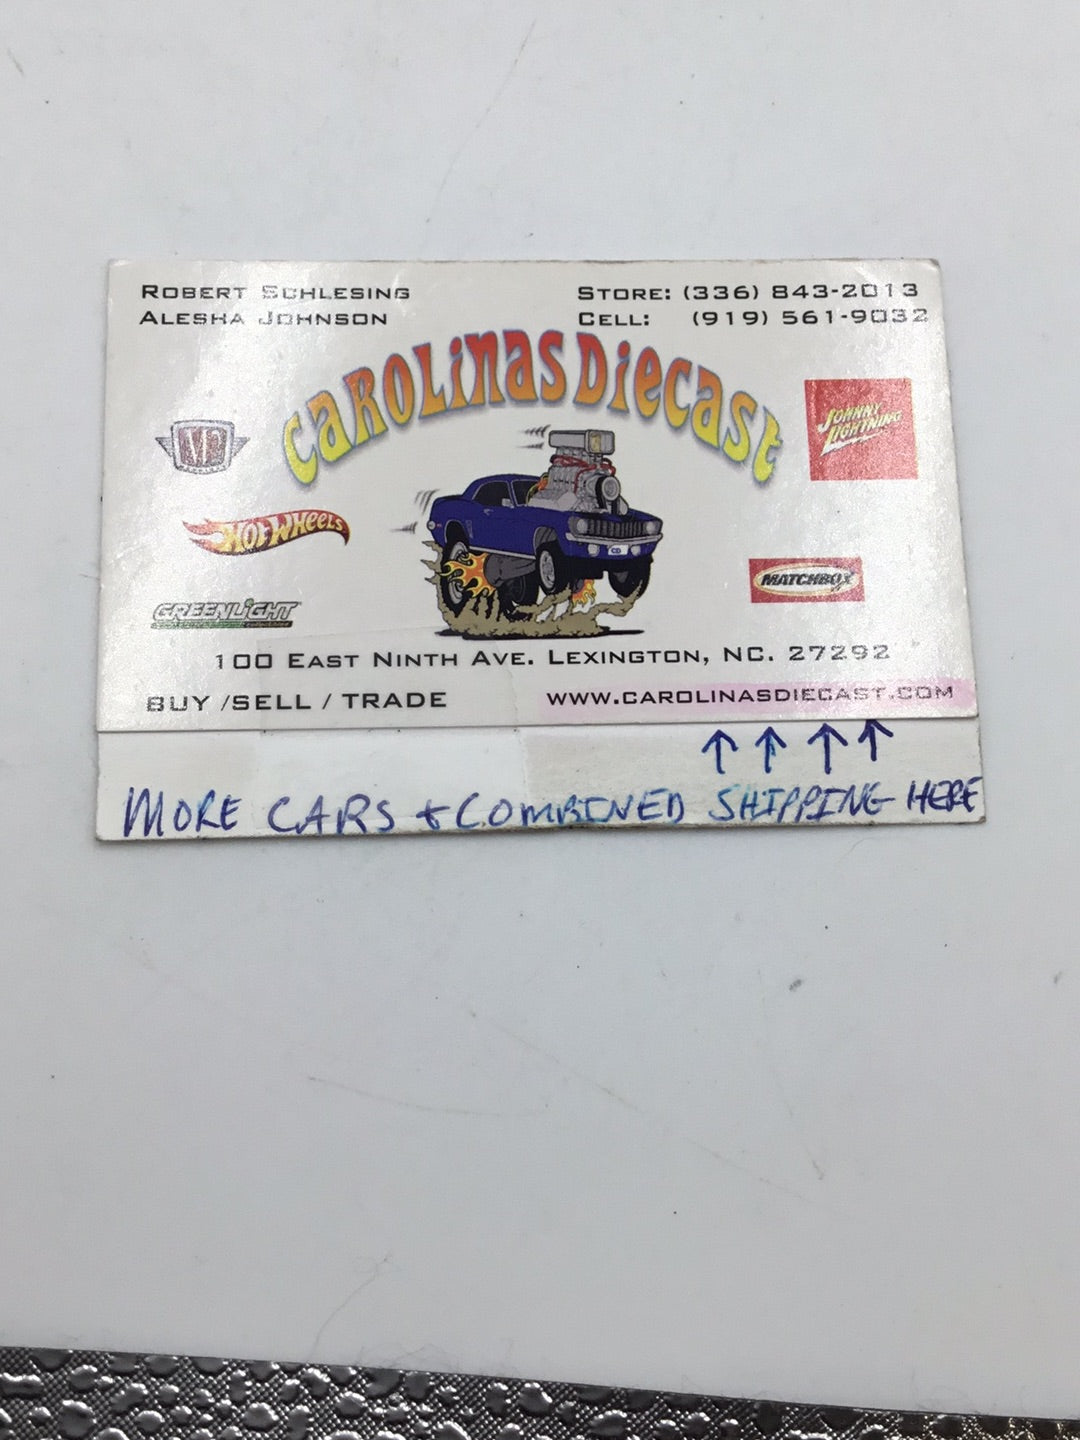 ROBERT SCHLESING
ALESHA JOHNSON
STORE: (336) 843-2013
CELL: (919) 561-9032
CAROLINAS DIECAST
M2
JOHNNY
LIGHTNING
HOT WHEELS
MATCHBOX
GREENLIGHT
100 EAST NINTH AVE. LEXINGTON, NC. 27292
BUY /SELL / TRADE
WWW.CAROLINASDIECAST.COM
↑ ↑ ↑ ↑
MORE CARS + COMBINED SHIPPING HERE